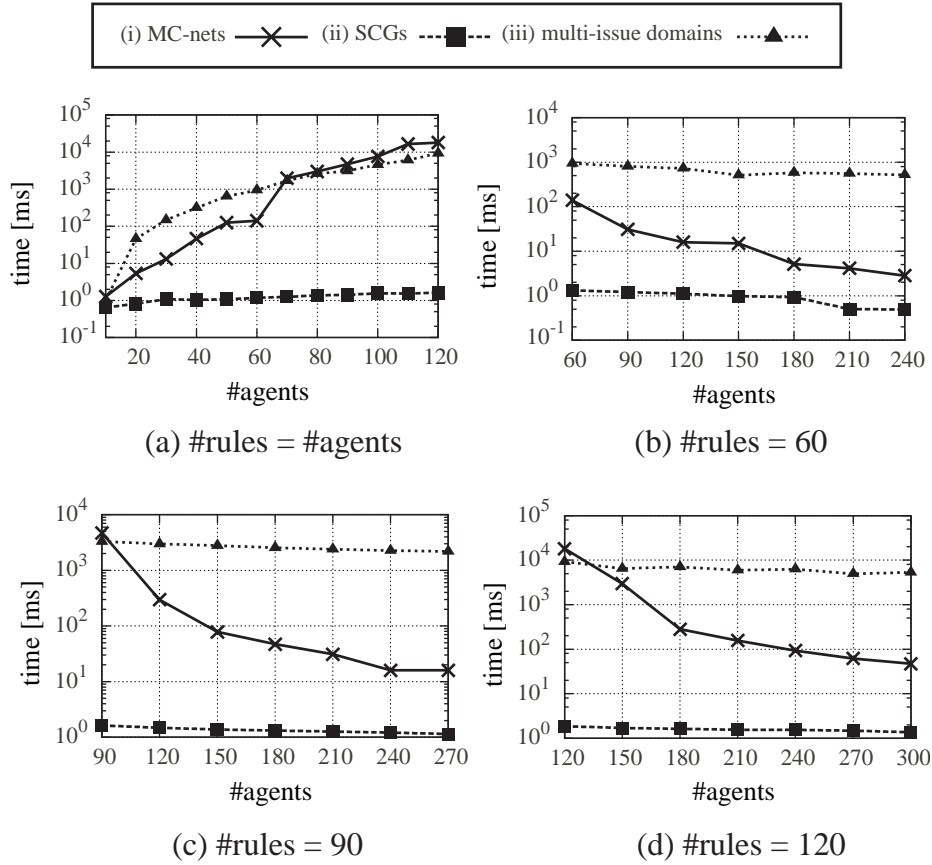 (i) MC-nets (ii) SCGs (iii) multi-issue domains
time [ms]
10^5
10^4
10^3
10^2
10^1
10^0
10^-1
20 40 60 80 100 120
#agents
(a) #rules = #agents
time [ms]
10^4
10^3
10^2
10^1
10^0
10^-1
60 90 120 150 180 210 240
#agents
(b) #rules = 60
time [ms]
10^4
10^3
10^2
10^1
10^0
90 120 150 180 210 240 270
#agents
(c) #rules = 90
time [ms]
10^5
10^4
10^3
10^2
10^1
10^0
120 150 180 210 240 270 300
#agents
(d) #rules = 120